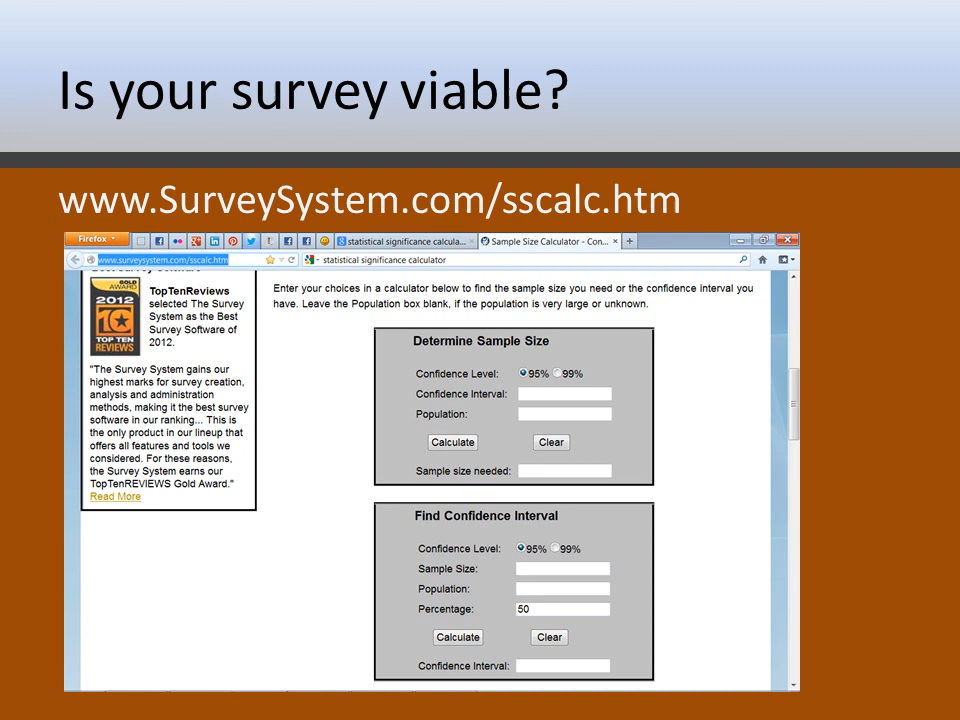 Is your survey viable?
www.SurveySystem.com/sscalc.htm
Firefox
statistical significance calcula...
Sample Size Calculator - Con...
www.surveysystem.com/sscalc.htm
statistical significance calculator
Best Survey Software
GOLD
AWARD
2012
10
TOP TEN
REVIEWS
TopTenReviews
selected The Survey
System as the Best
Survey Software of
2012.
"The Survey System gains our
highest marks for survey creation,
analysis and administration
methods, making it the best survey
software in our ranking... This is
the only product in our lineup that
offers all features and tools we
considered. For these reasons,
the Survey System earns our
TopTenREVIEWS Gold Award."
Read More
Enter your choices in a calculator below to find the sample size you need or the confidence interval you
have. Leave the Population box blank, if the population is very large or unknown.
Determine Sample Size
Confidence Level: 95% 99%
Confidence Interval:
Population:
Calculate Clear
Sample size needed:
Find Confidence Interval
Confidence Level: 95% 99%
Sample Size:
Population:
Percentage: 50
Calculate Clear
Confidence Interval: